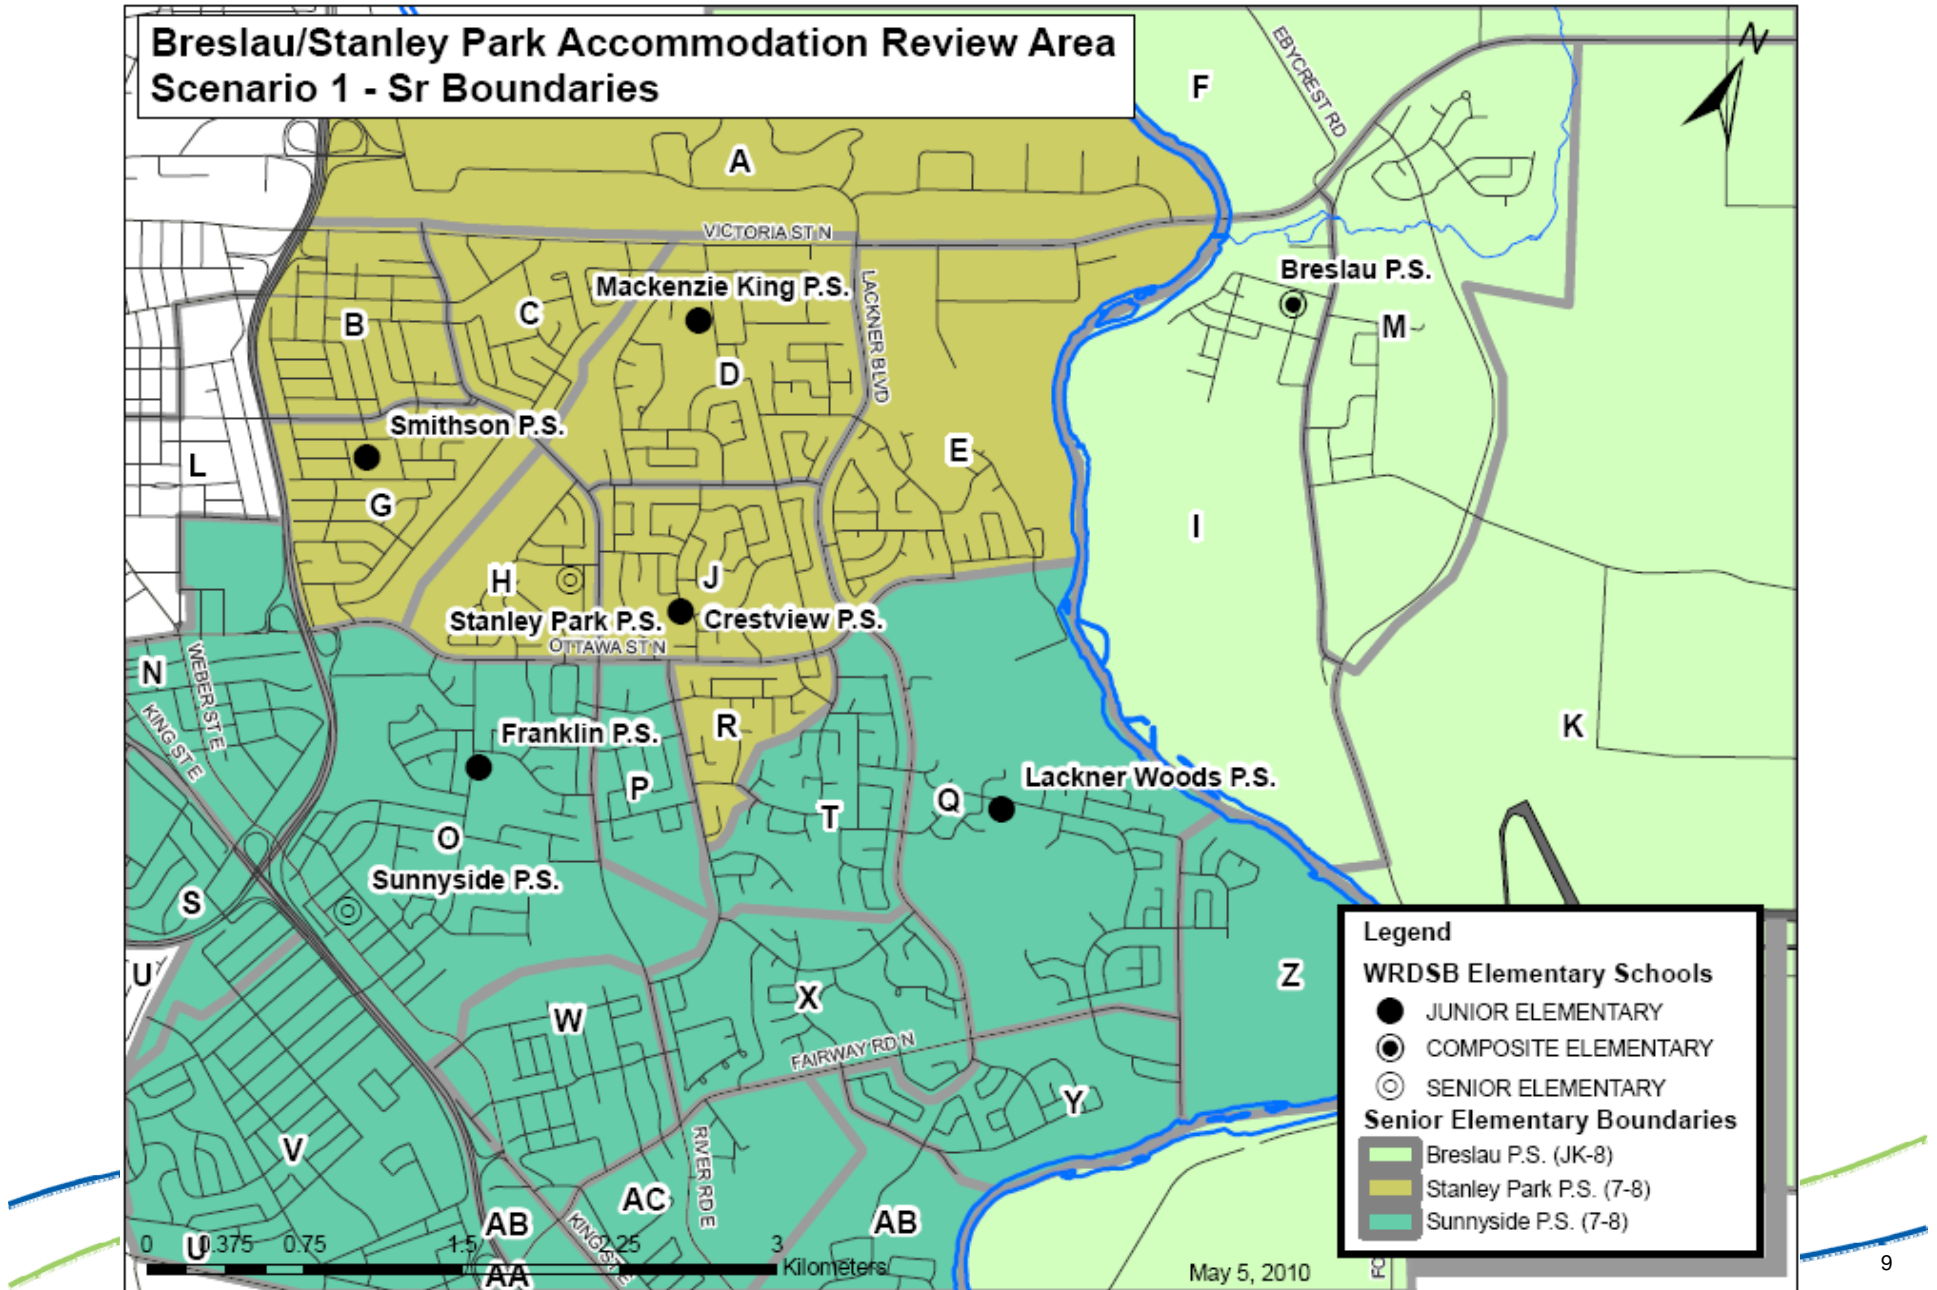 Breslau/Stanley Park Accommodation Review Area
Scenario 1 - Sr Boundaries
N
EBYCREST RD
F
A
VICTORIA ST N
Mackenzie King P.S.
LACKNER BLVD
Breslau P.S.
B
C
D
M
Smithson P.S.
E
L
G
I
H
J
Stanley Park P.S.
Crestview P.S.
OTTAWA ST N
N
WEBER ST E
KING ST E
Franklin P.S.
R
K
P
Lackner Woods P.S.
Q
T
O
Sunnyside P.S.
S
U
Z
X
W
FAIRWAY RD N
Y
V
RIVER RD E
AC
AB
KING ST E
AB
U
AA
0 0.375 0.75 1.5 2.25 3
Kilometers
Legend
WRDSB Elementary Schools
JUNIOR ELEMENTARY
COMPOSITE ELEMENTARY
SENIOR ELEMENTARY
Senior Elementary Boundaries
Breslau P.S. (JK-8)
Stanley Park P.S. (7-8)
Sunnyside P.S. (7-8)
May 5, 2010
9